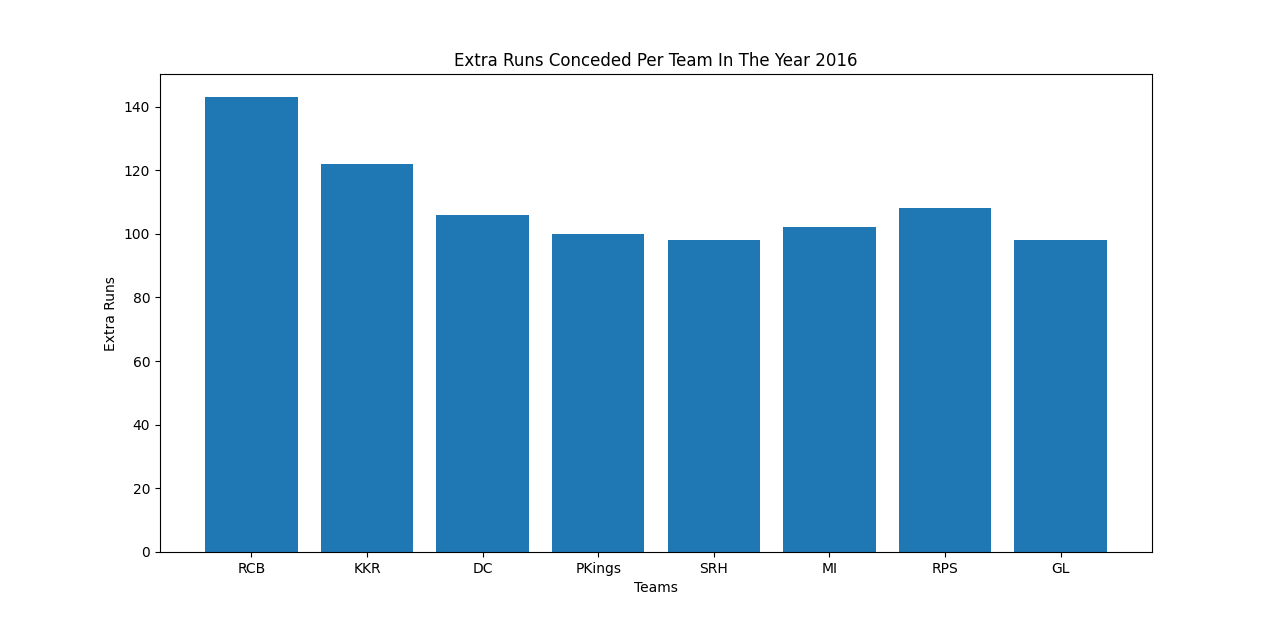 Extra Runs Conceded Per Team In The Year 2016
140
120
100
80
60
40
20
0
Extra Runs
RCB KKR DC PKings SRH MI RPS GL
Teams